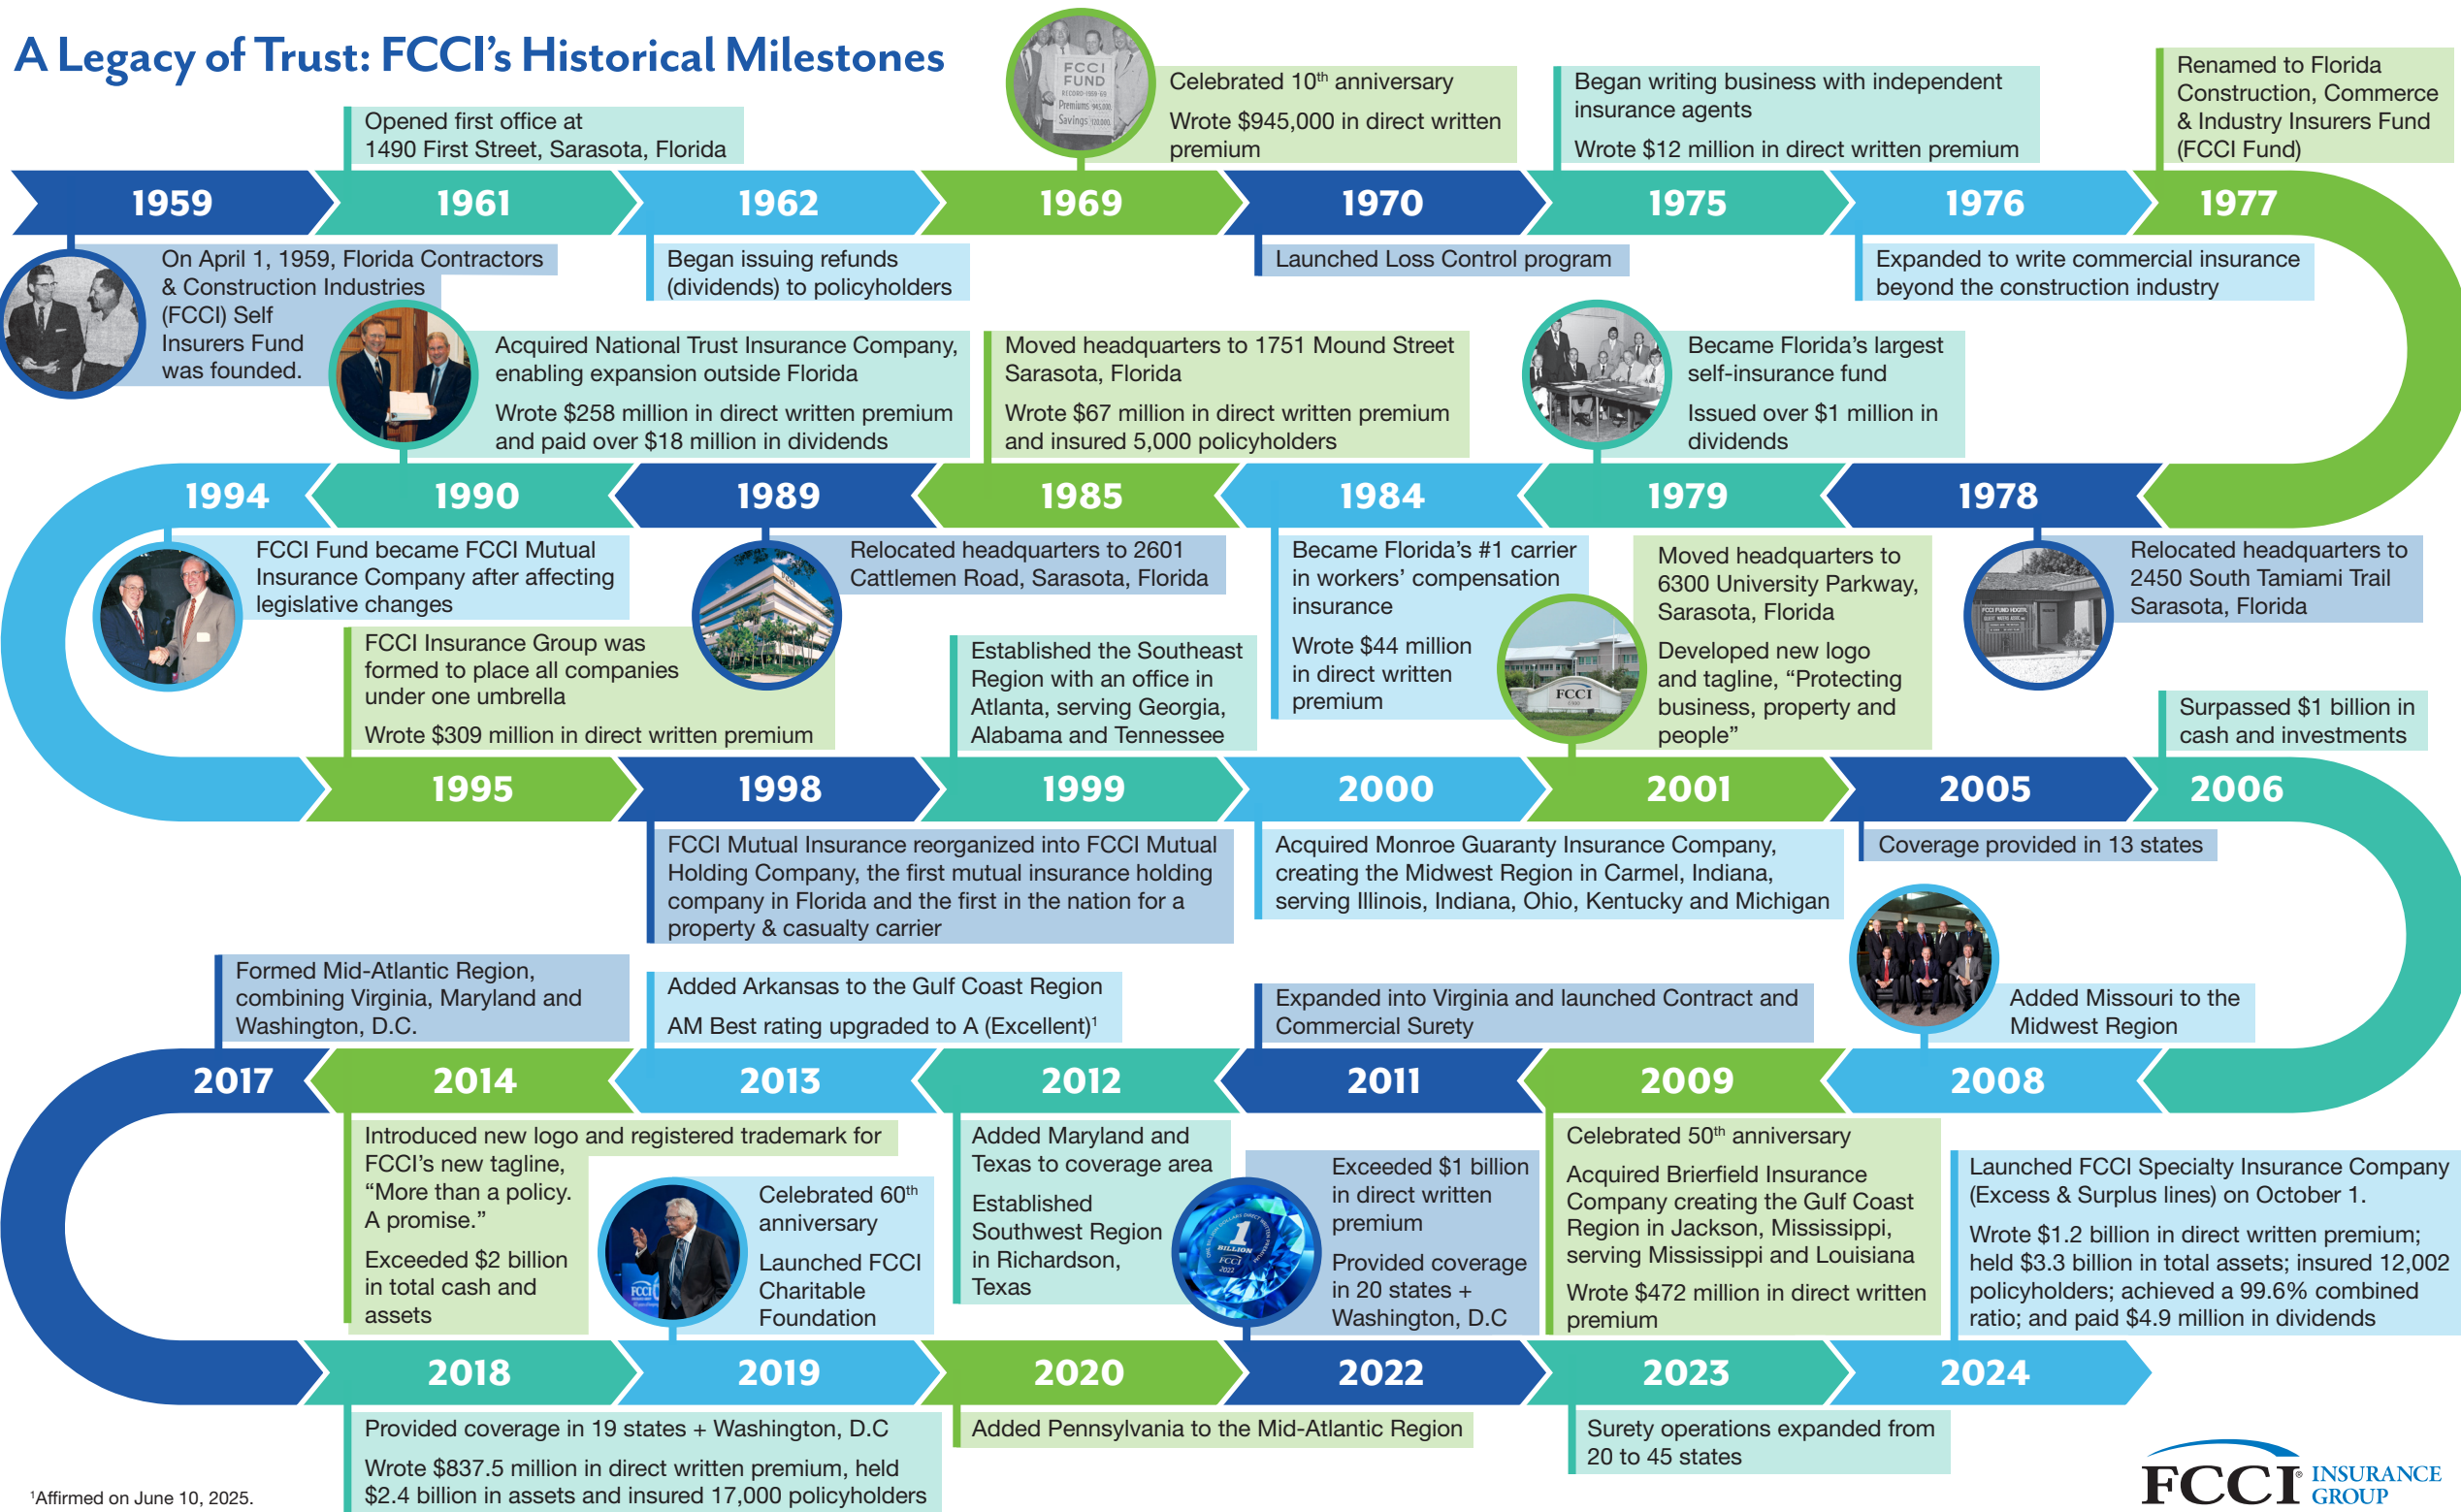 A Legacy of Trust: FCCI's Historical Milestones
1959
On April 1, 1959, Florida Contractors
& Construction Industries
(FCCI) Self
Insurers Fund
was founded.
1961
Opened first office at
1490 First Street, Sarasota, Florida
1962
Began issuing refunds
(dividends) to policyholders
1969
FCCI
FUND
RECORD 1968-69
Premiums 945,000
Savings 120,000
Celebrated 10th anniversary
Wrote $945,000 in direct written
premium
1970
Launched Loss Control program
1975
Began writing business with independent
insurance agents
Wrote $12 million in direct written premium
1976
Expanded to write commercial insurance
beyond the construction industry
1977
Renamed to Florida
Construction, Commerce
& Industry Insurers Fund
(FCCI Fund)
1978
Relocated headquarters to
2450 South Tamiami Trail
Sarasota, Florida
1979
Became Florida's largest
self-insurance fund
Issued over $1 million in
dividends
1984
Became Florida's #1 carrier
in workers' compensation
insurance
Wrote $44 million
in direct written
premium
1985
Moved headquarters to 1751 Mound Street
Sarasota, Florida
Wrote $67 million in direct written premium
and insured 5,000 policyholders
1989
Relocated headquarters to 2601
Cattlemen Road, Sarasota, Florida
1990
Acquired National Trust Insurance Company,
enabling expansion outside Florida
Wrote $258 million in direct written premium
and paid over $18 million in dividends
1994
FCCI Fund became FCCI Mutual
Insurance Company after affecting
legislative changes
1995
FCCI Insurance Group was
formed to place all companies
under one umbrella
Wrote $309 million in direct written premium
1998
FCCI Mutual Insurance reorganized into FCCI Mutual
Holding Company, the first mutual insurance holding
company in Florida and the first in the nation for a
property & casualty carrier
1999
Established the Southeast
Region with an office in
Atlanta, serving Georgia,
Alabama and Tennessee
2000
Acquired Monroe Guaranty Insurance Company,
creating the Midwest Region in Carmel, Indiana,
serving Illinois, Indiana, Ohio, Kentucky and Michigan
2001
FCCI
6300
Moved headquarters to
6300 University Parkway,
Sarasota, Florida
Developed new logo
and tagline, “Protecting
business, property and
people”
2005
Coverage provided in 13 states
2006
Surpassed $1 billion in
cash and investments
2008
Added Missouri to the
Midwest Region
2009
Celebrated 50th anniversary
Acquired Brierfield Insurance
Company creating the Gulf Coast
Region in Jackson, Mississippi,
serving Mississippi and Louisiana
Wrote $472 million in direct written
premium
2011
Expanded into Virginia and launched Contract and
Commercial Surety
2012
Added Maryland and
Texas to coverage area
Established
Southwest Region
in Richardson,
Texas
2013
Added Arkansas to the Gulf Coast Region
AM Best rating upgraded to A (Excellent)1
2014
Introduced new logo and registered trademark for
FCCI's new tagline,
“More than a policy.
A promise.”
Exceeded $2 billion
in total cash and
assets
2017
Formed Mid-Atlantic Region,
combining Virginia, Maryland and
Washington, D.C.
2018
Provided coverage in 19 states + Washington, D.C
Wrote $837.5 million in direct written premium, held
$2.4 billion in assets and insured 17,000 policyholders
2019
FCCI
Celebrated 60th
anniversary
Launched FCCI
Charitable
Foundation
2020
Added Pennsylvania to the Mid-Atlantic Region
2022
1
BILLION
FCCI
2022
Exceeded $1 billion
in direct written
premium
Provided coverage
in 20 states +
Washington, D.C
2023
Surety operations expanded from
20 to 45 states
2024
Launched FCCI Specialty Insurance Company
(Excess & Surplus lines) on October 1.
Wrote $1.2 billion in direct written premium;
held $3.3 billion in total assets; insured 12,002
policyholders; achieved a 99.6% combined
ratio; and paid $4.9 million in dividends
1Affirmed on June 10, 2025.
FCCI® INSURANCE
GROUP